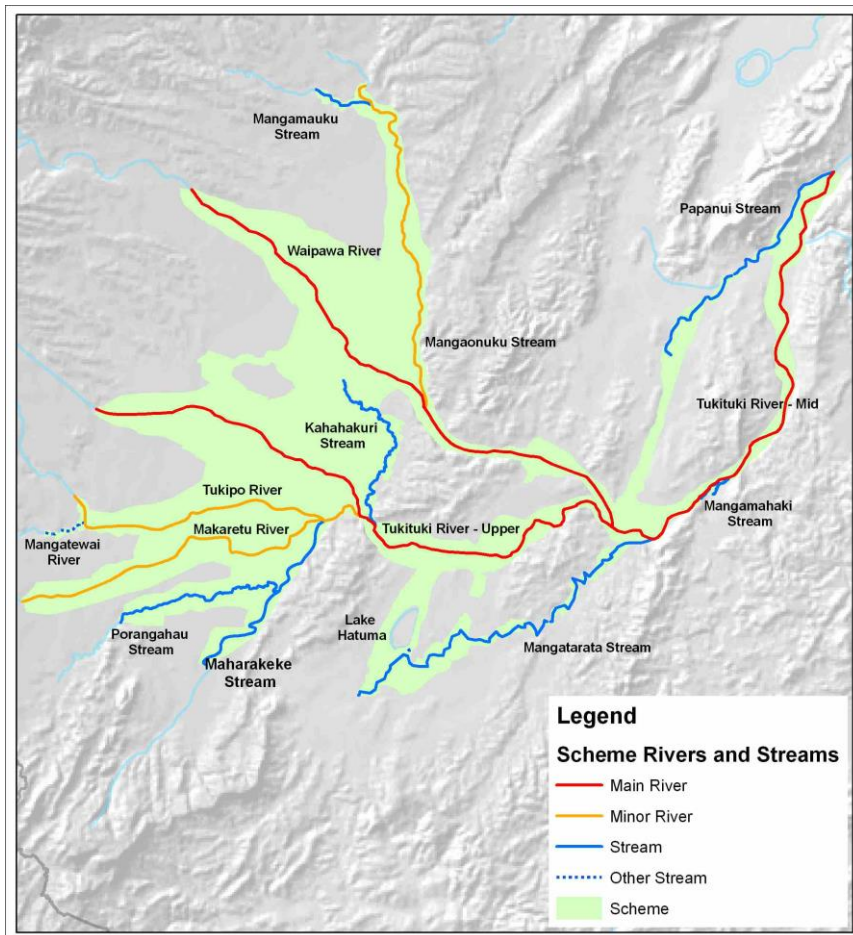 Mangamauku
Stream
Papanui Stream
Waipawa River
Mangaonuku Stream
Tukituki River - Mid
Kahahakuri
Stream
Tukipo River
Mangamahaki
Stream
Makaretu River
Tukituki River - Upper
Mangatewai
River
Lake
Hatuma
Porangahau
Stream
Mangatarata Stream
Maharakeke
Stream
Legend
Scheme Rivers and Streams
Main River
Minor River
Stream
Other Stream
Scheme